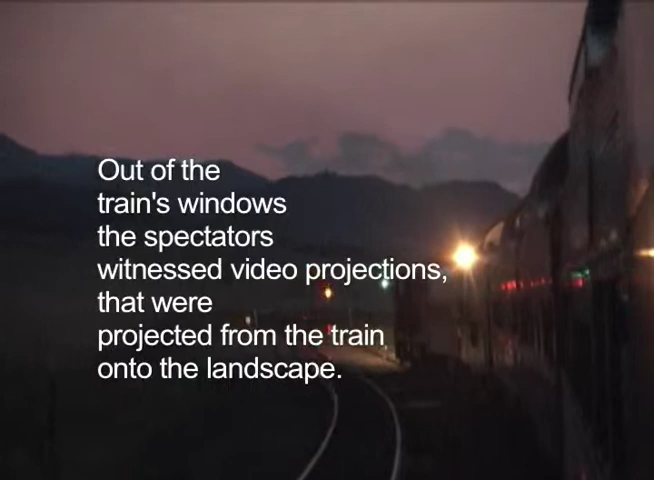 Out of the
train's windows
the spectators
witnessed video projections,
that were
projected from the train
onto the landscape.